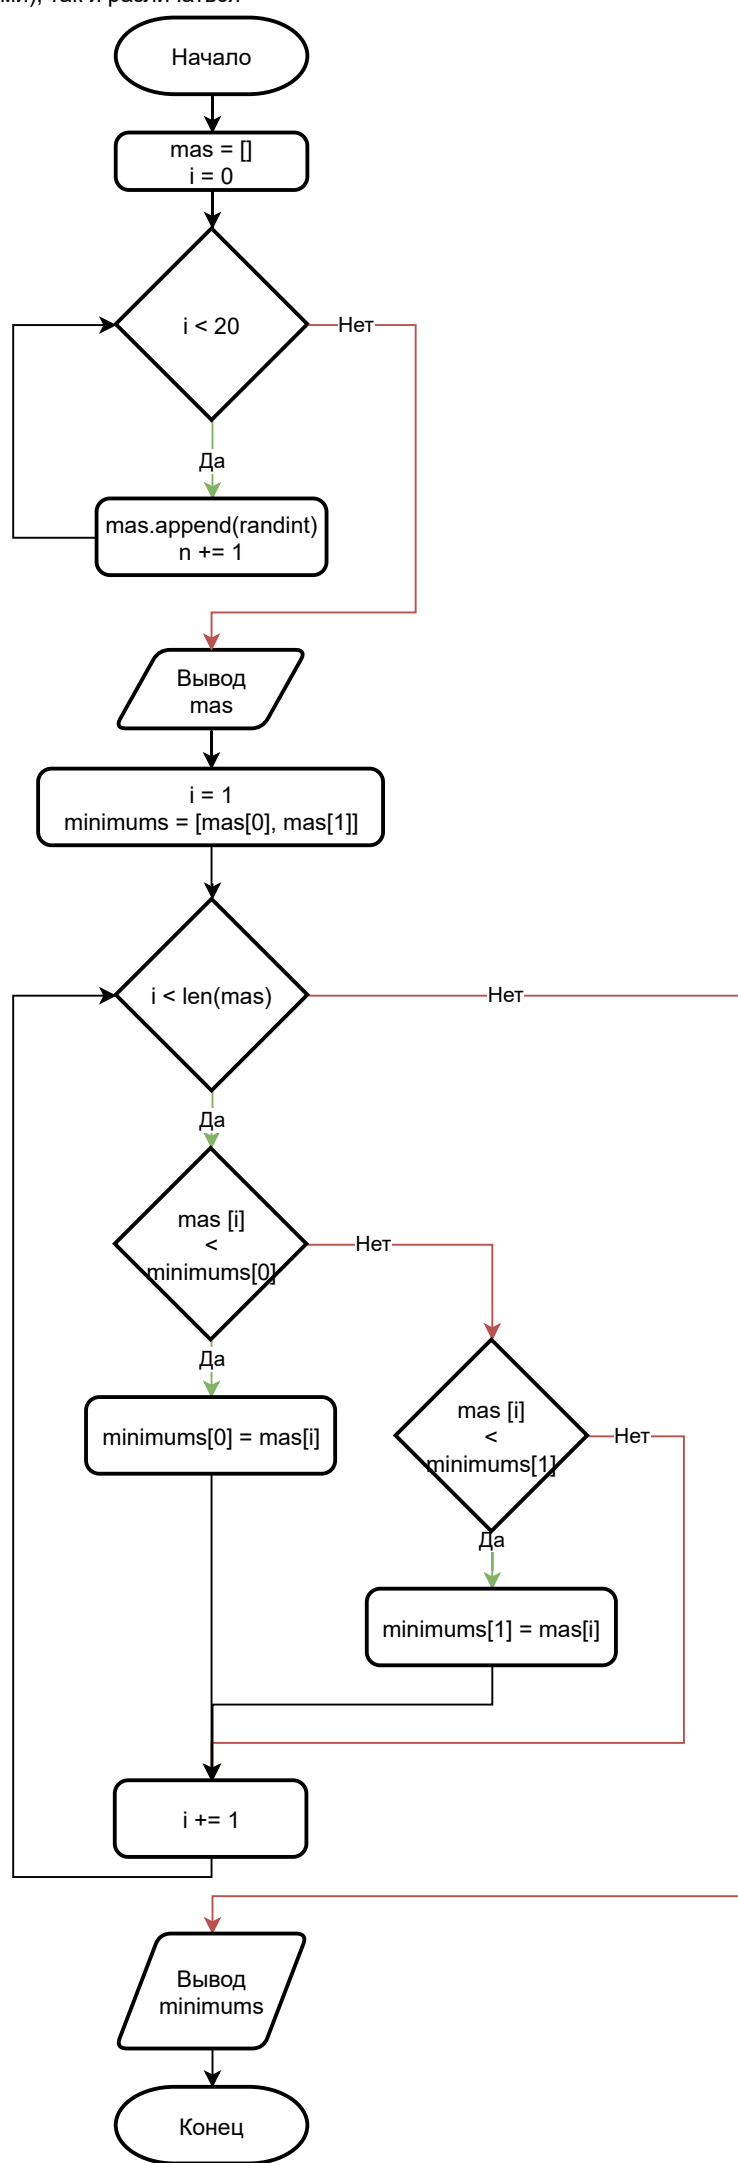 так и различаться
Начало
mas = []
i = 0
i < 20
Нет
Да
mas.append(randint)
n += 1
Вывод
mas
i = 1
minimums = [mas[0], mas[1]]
i < len(mas)
Нет
Да
mas [i]
<
minimums[0]
Нет
Да
minimums[0] = mas[i]
mas [i]
<
minimums[1]
Нет
Да
minimums[1] = mas[i]
i += 1
Вывод
minimums
Конец